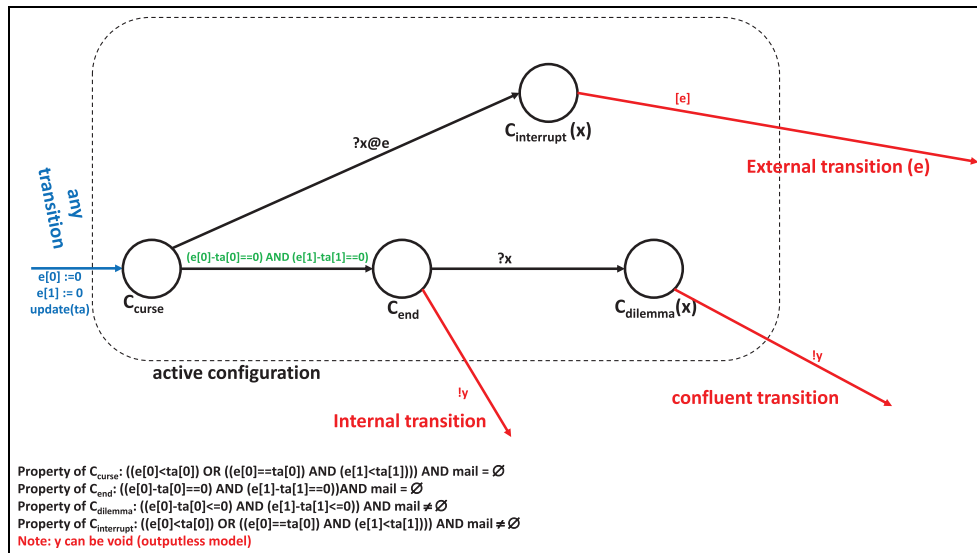 [e]
C_interrupt (x)
External transition (e)
?x@e
any
transition
(e[0]-ta[0]==0) AND (e[1]-ta[1]==0)
?x
e[0] :=0
e[1] := 0
update(ta)
C_curse
C_end
C_dilemma(x)
!y
!y
active configuration
Internal transition
confluent transition
Property of C_curse: ((e[0]<ta[0]) OR ((e[0]==ta[0]) AND (e[1]<ta[1]))) AND mail = ∅
Property of C_end: ((e[0]-ta[0]==0) AND (e[1]-ta[1]==0))AND mail = ∅
Property of C_dilemma: ((e[0]-ta[0]<=0) AND (e[1]-ta[1]<=0)) AND mail ≠ ∅
Property of C_interrupt: ((e[0]<ta[0]) OR ((e[0]==ta[0]) AND (e[1]<ta[1]))) AND mail ≠ ∅
Note: y can be void (outputless model)